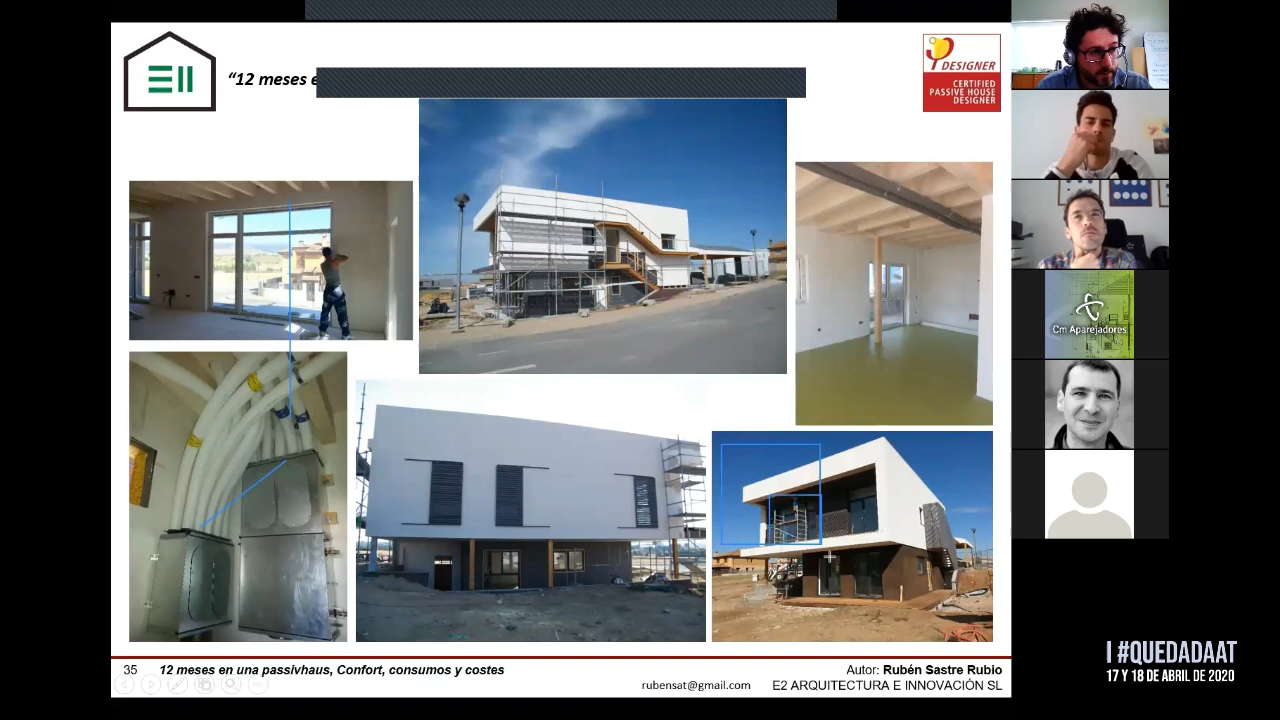 “12 meses e
DESIGNER
CERTIFIED
PASSIVE HOUSE
DESIGNER
Cm Aparejadores
35 12 meses en una passivhaus, Confort, consumos y costes
Autor: Rubén Sastre Rubio
rubensat@gmail.com E2 ARQUITECTURA E INNOVACIÓN SL
I #QUEDADAAT
17 Y 18 DE ABRIL DE 2020